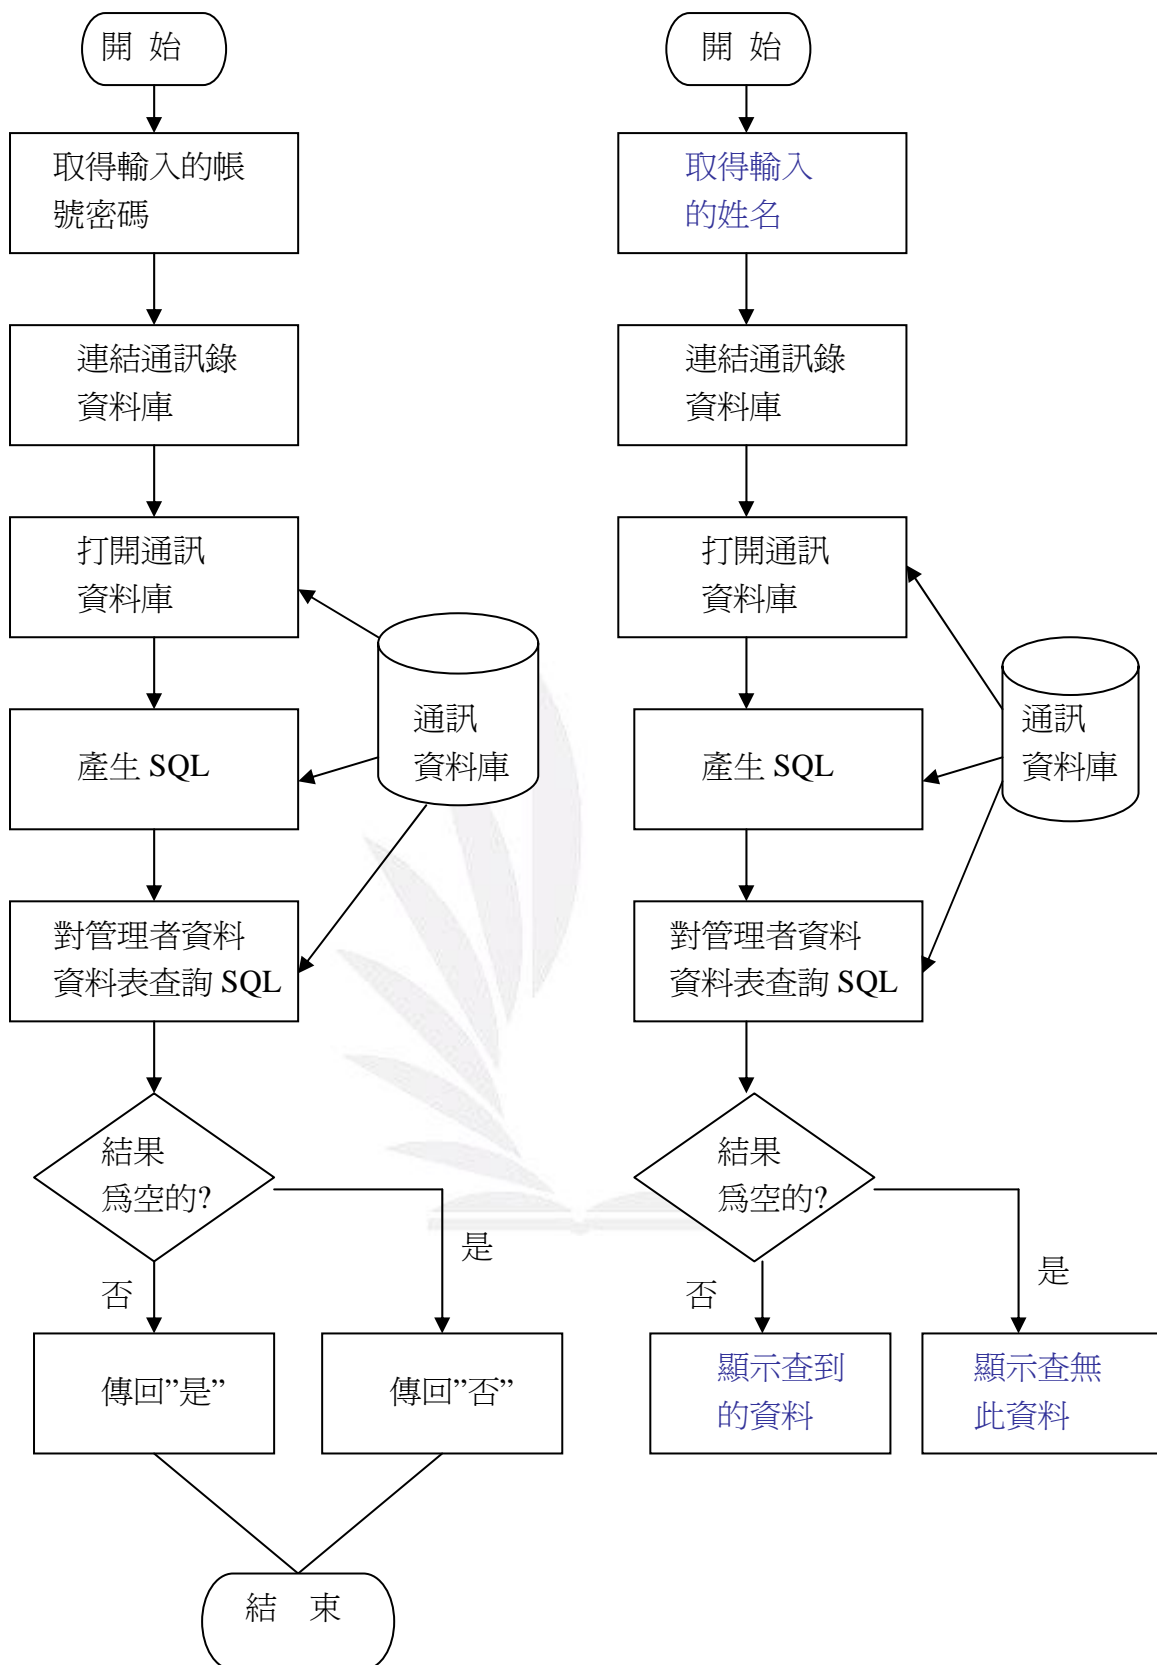 開 始
取得輸入的帳
號密碼
連結通訊錄
資料庫
打開通訊
資料庫
通訊
資料庫
產生 SQL
對管理者資料
資料表查詢 SQL
結果
爲空的?
否
是
傳回”是”
傳回”否”
結 束
開 始
取得輸入
的姓名
連結通訊錄
資料庫
打開通訊
資料庫
通訊
資料庫
產生 SQL
對管理者資料
資料表查詢 SQL
結果
爲空的?
否
是
顯示查到
的資料
顯示查無
此資料